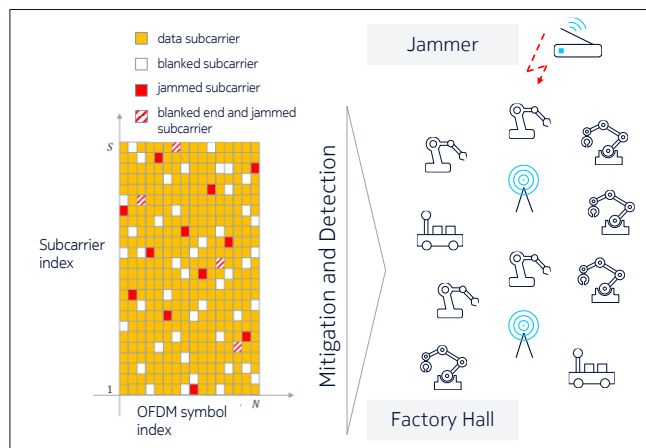 data subcarrier
blanked subcarrier
jammed subcarrier
blanked end and jammed
subcarrier
S
Subcarrier
index
1
N
OFDM symbol
index
Mitigation and Detection
Jammer
Factory Hall